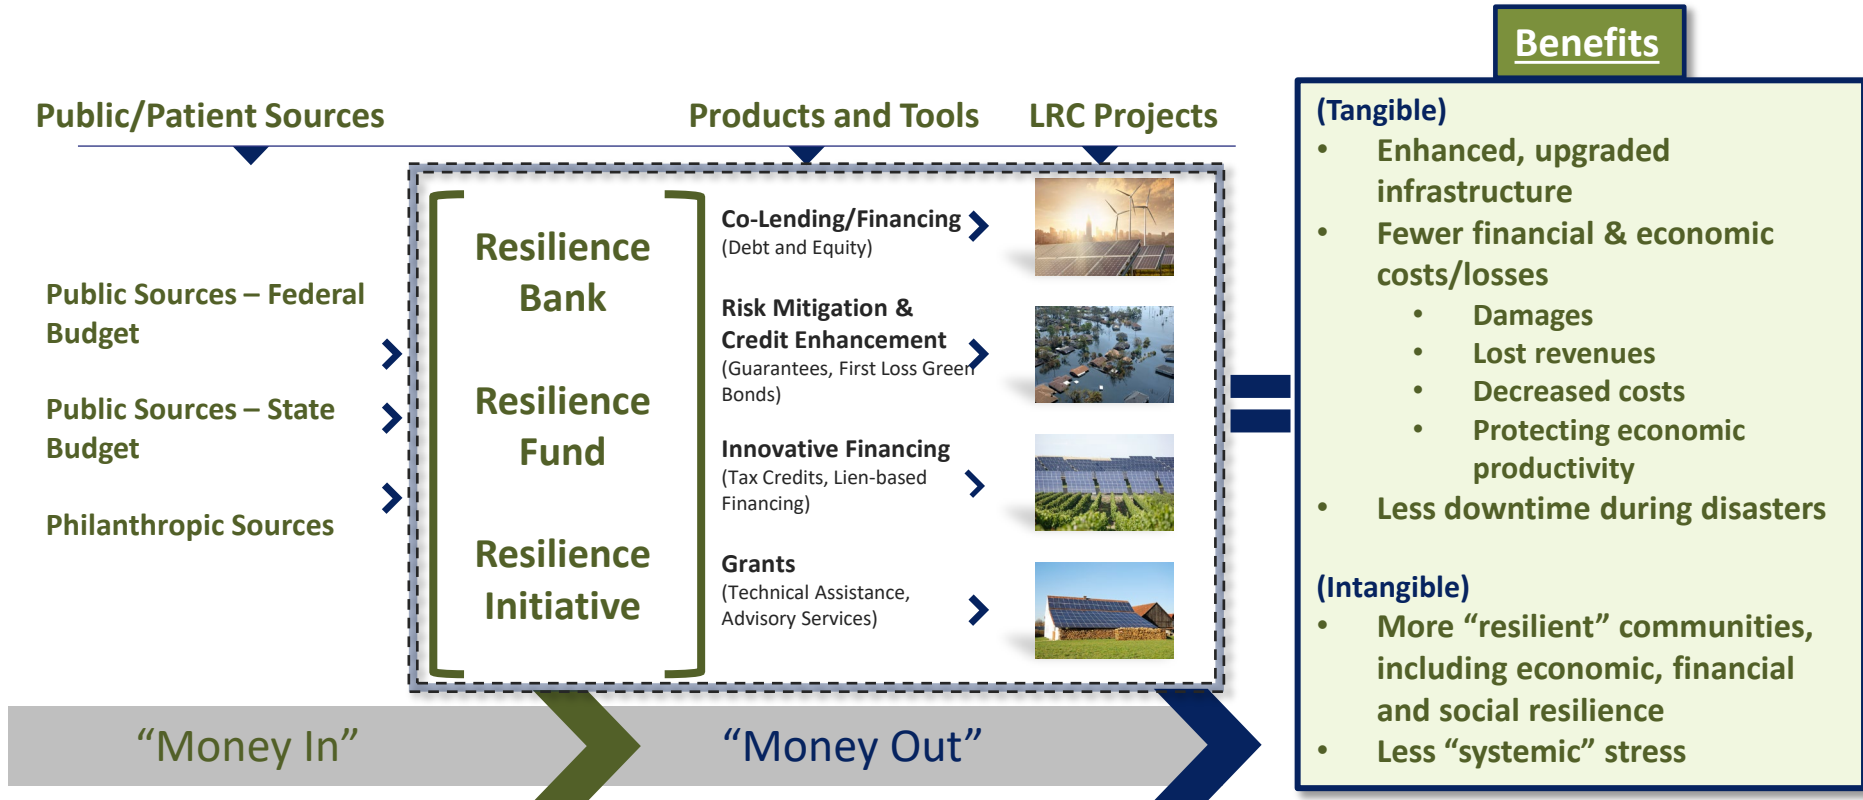 Benefits
Public/Patient Sources
Products and Tools
LRC Projects
Public Sources – Federal
Budget
Public Sources – State
Budget
Philanthropic Sources
Resilience
Bank
Resilience
Fund
Resilience
Initiative
Co-Lending/Financing
(Debt and Equity)
Risk Mitigation &
Credit Enhancement
(Guarantees, First Loss Green
Bonds)
Innovative Financing
(Tax Credits, Lien-based
Financing)
Grants
(Technical Assistance,
Advisory Services)
(Tangible)
• Enhanced, upgraded
infrastructure
• Fewer financial & economic
costs/losses
• Damages
• Lost revenues
• Decreased costs
• Protecting economic
productivity
• Less downtime during disasters
(Intangible)
• More “resilient” communities,
including economic, financial
and social resilience
• Less “systemic” stress
“Money In”
“Money Out”